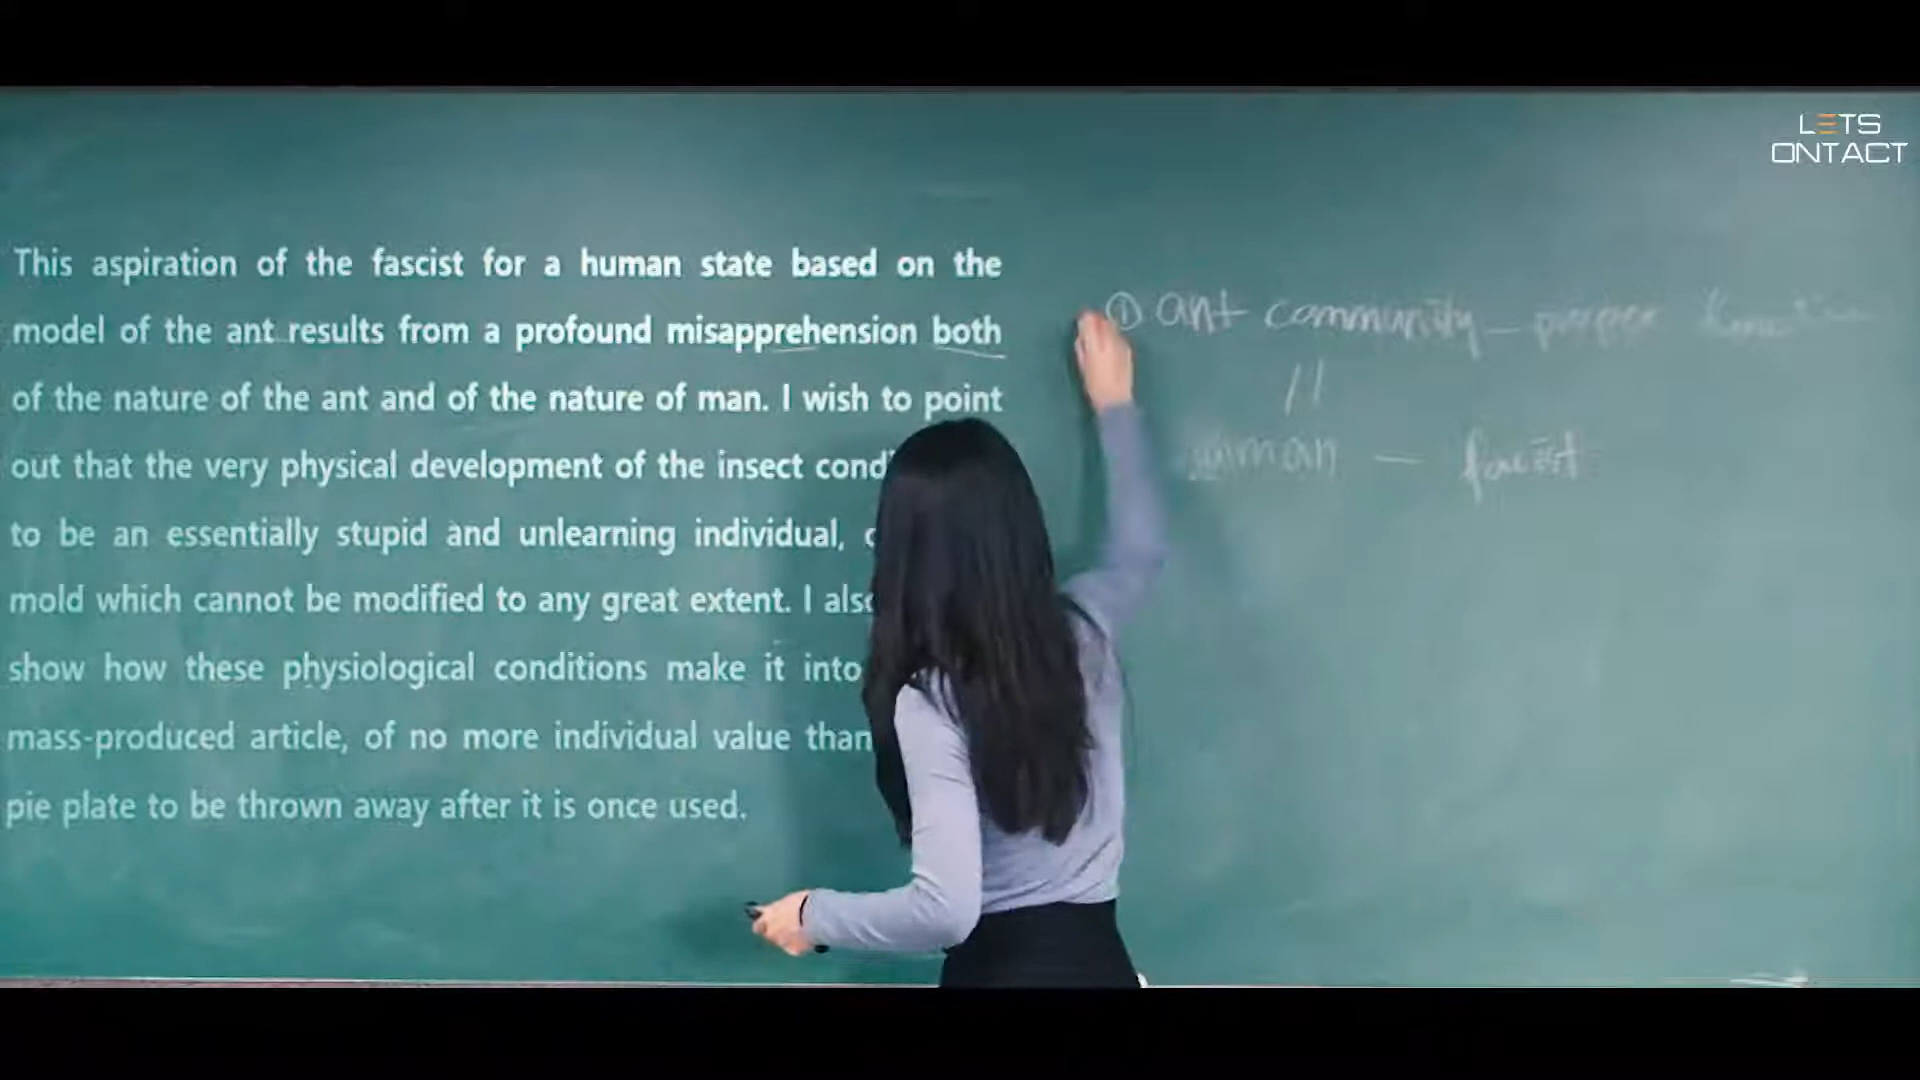 LETS
ONTACT
This aspiration of the fascist for a human state based on the
model of the ant results from a profound misapprehension both
of the nature of the ant and of the nature of man. I wish to point
out that the very physical development of the insect
to be an essentially stupid and unlearning individual,
mold which cannot be modified to any great extent. I
show how these physiological conditions make it into
mass-produced article, of no more individual value than
pie plate to be thrown away after it is once used.
① ant community
facist